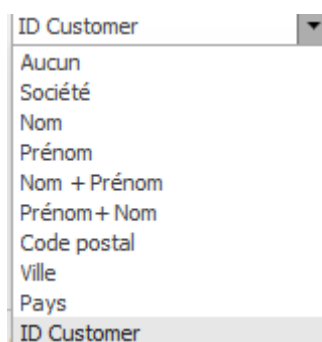 ID Customer
Aucun
Société
Nom
Prénom
Nom + Prénom
Prénom+ Nom
Code postal
Ville
Pays
ID Customer